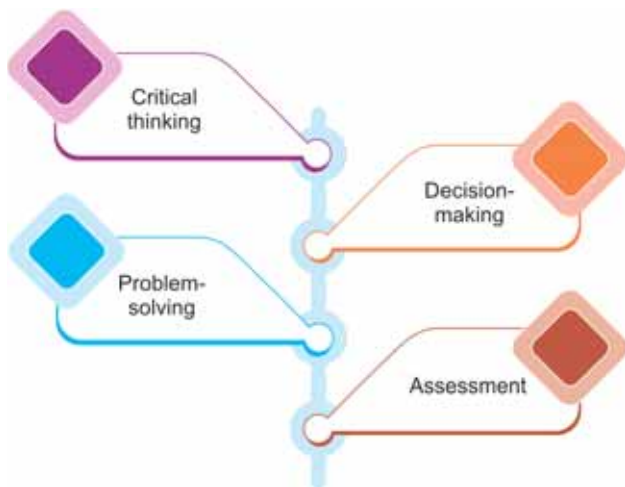 Critical
thinking
Decision-
making
Problem-
solving
Assessment